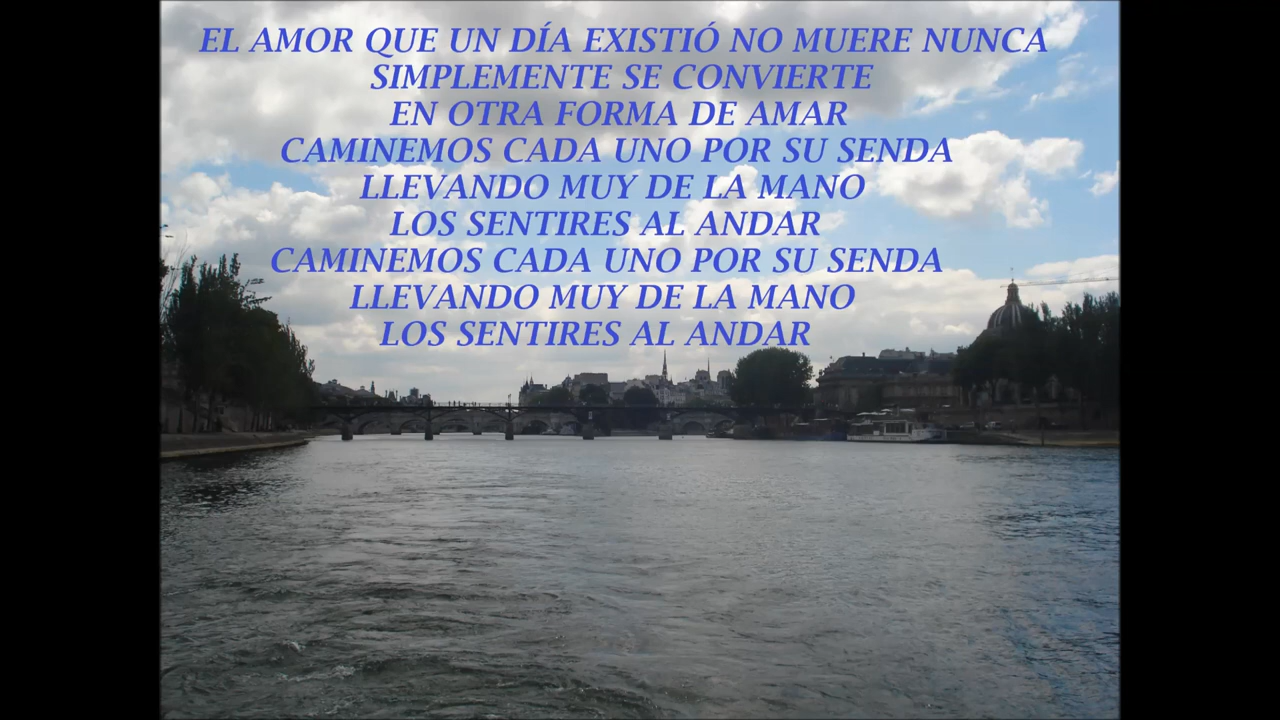 EL AMOR QUE UN DÍA EXISTIÓ NO MUERE NUNCA
SIMPLEMENTE SE CONVIERTE
EN OTRA FORMA DE AMAR
CAMINEMOS CADA UNO POR SU SENDA
LLEVANDO MUY DE LA MANO
LOS SENTIRES AL ANDAR
CAMINEMOS CADA UNO POR SU SENDA
LLEVANDO MUY DE LA MANO
LOS SENTIRES AL ANDAR